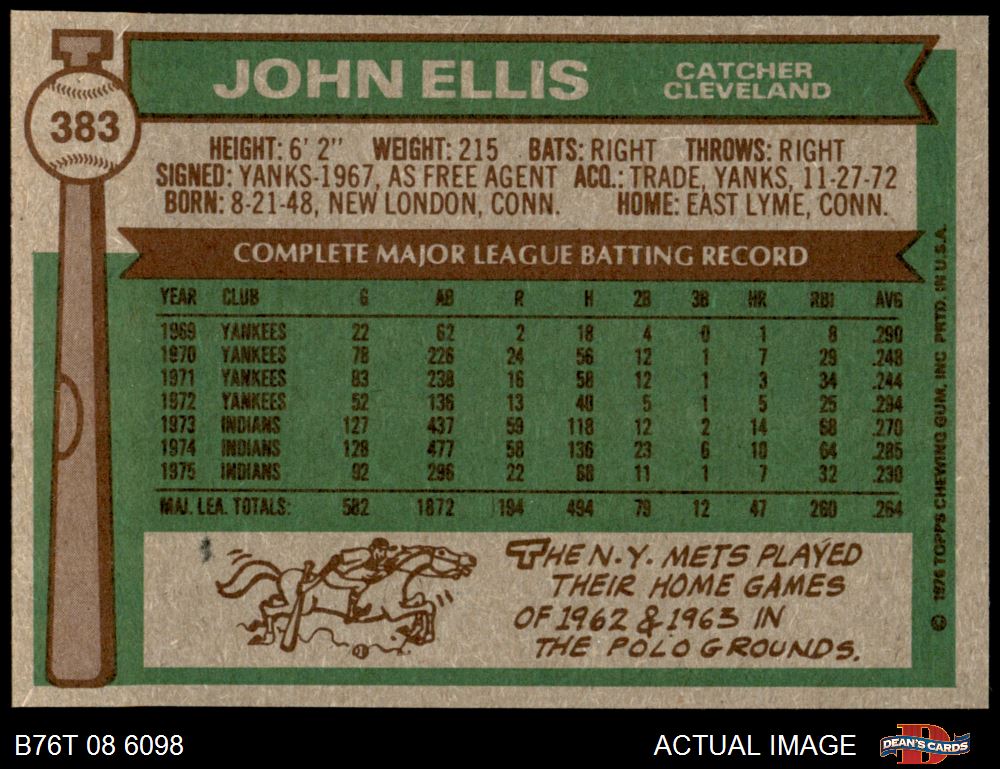 383
JOHN ELLIS
CATCHER
CLEVELAND
HEIGHT: 6' 2" WEIGHT: 215 BATS: RIGHT THROWS: RIGHT
SIGNED: YANKS-1967, AS FREE AGENT ACQ.: TRADE, YANKS, 11-27-72
BORN: 8-21-48, NEW LONDON, CONN. HOME: EAST LYME, CONN.
COMPLETE MAJOR LEAGUE BATTING RECORD
YEAR CLUB G AB R H 2B 3B HR RBI AVG
1969 YANKEES 22 62 2 18 4 0 1 8 .290
1970 YANKEES 78 226 24 56 12 1 7 29 .248
1971 YANKEES 83 238 16 58 12 1 3 34 .244
1972 YANKEES 52 136 13 40 5 1 5 25 .294
1973 INDIANS 127 437 59 118 12 2 14 68 .270
1974 INDIANS 128 477 58 136 23 6 10 64 .285
1975 INDIANS 92 296 22 68 11 1 7 32 .230
MAJ. LEA. TOTALS: 582 1872 194 494 79 12 47 260 .264
THE N.Y. METS PLAYED
THEIR HOME GAMES
OF 1962 & 1963 IN
THE POLO GROUNDS.
© 1976 TOPPS CHEWING GUM, INC. PRTD. IN U.S.A.
B76T 08 6098
ACTUAL IMAGE
D
DEAN'S CARDS